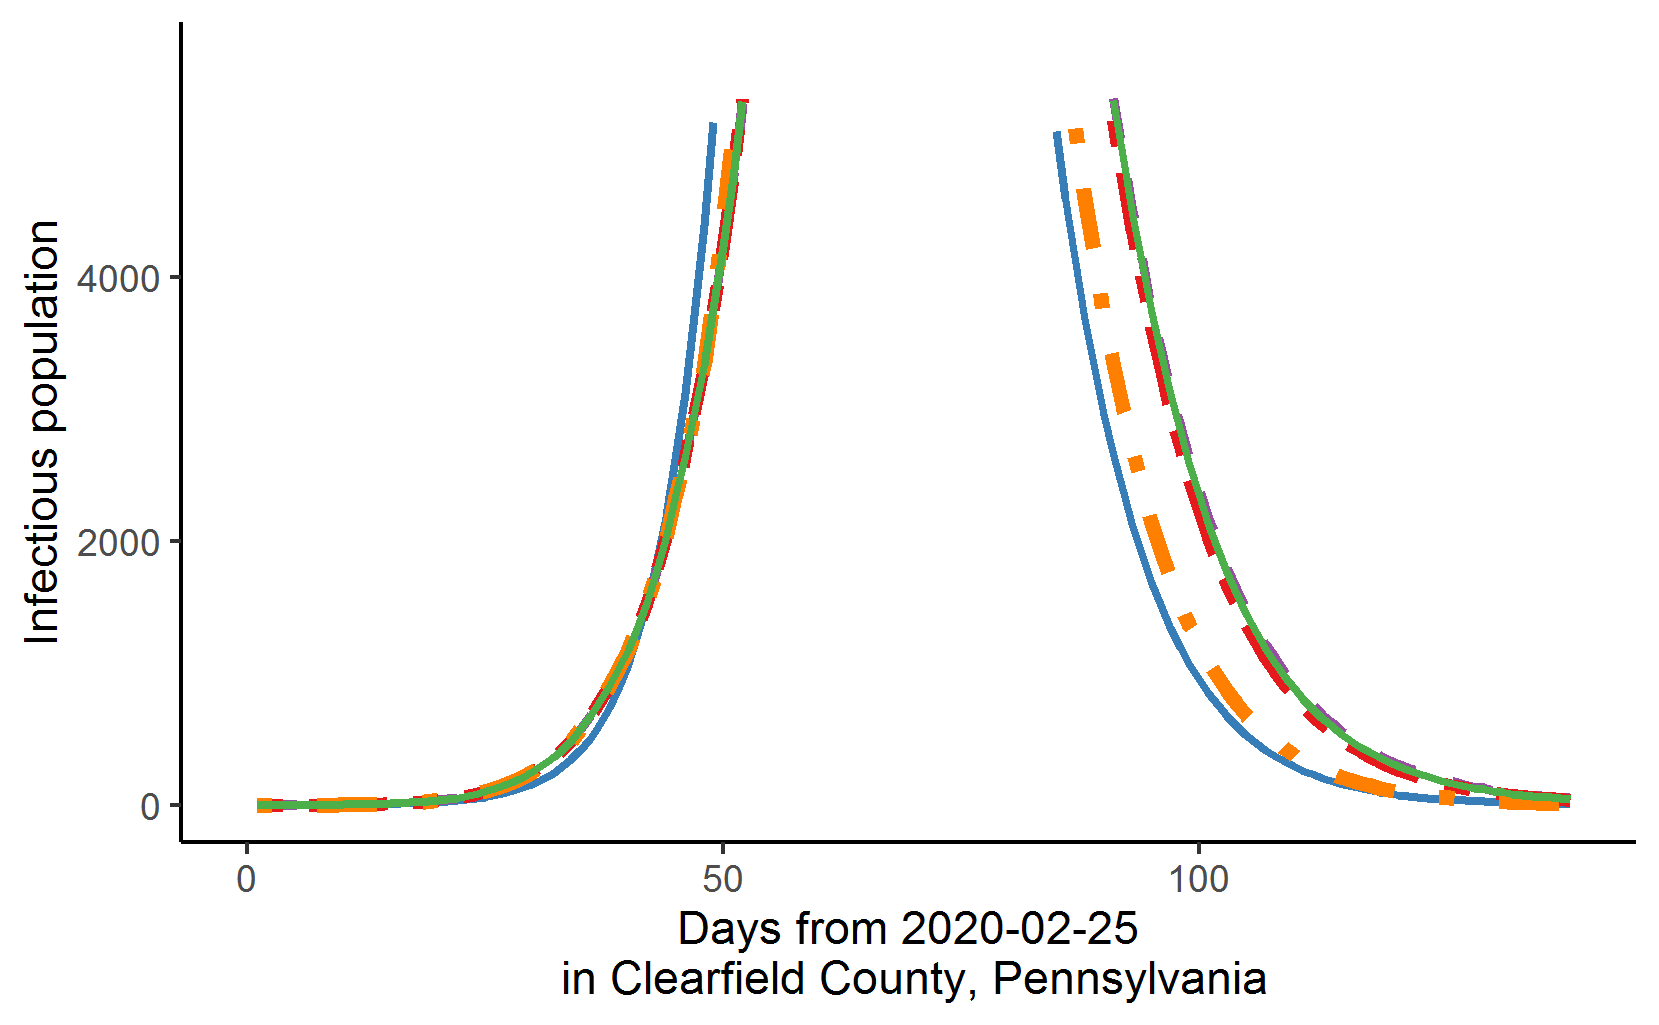 Infectious population
4000
2000
0
0
50
100
Days from 2020-02-25
in Clearfield County, Pennsylvania